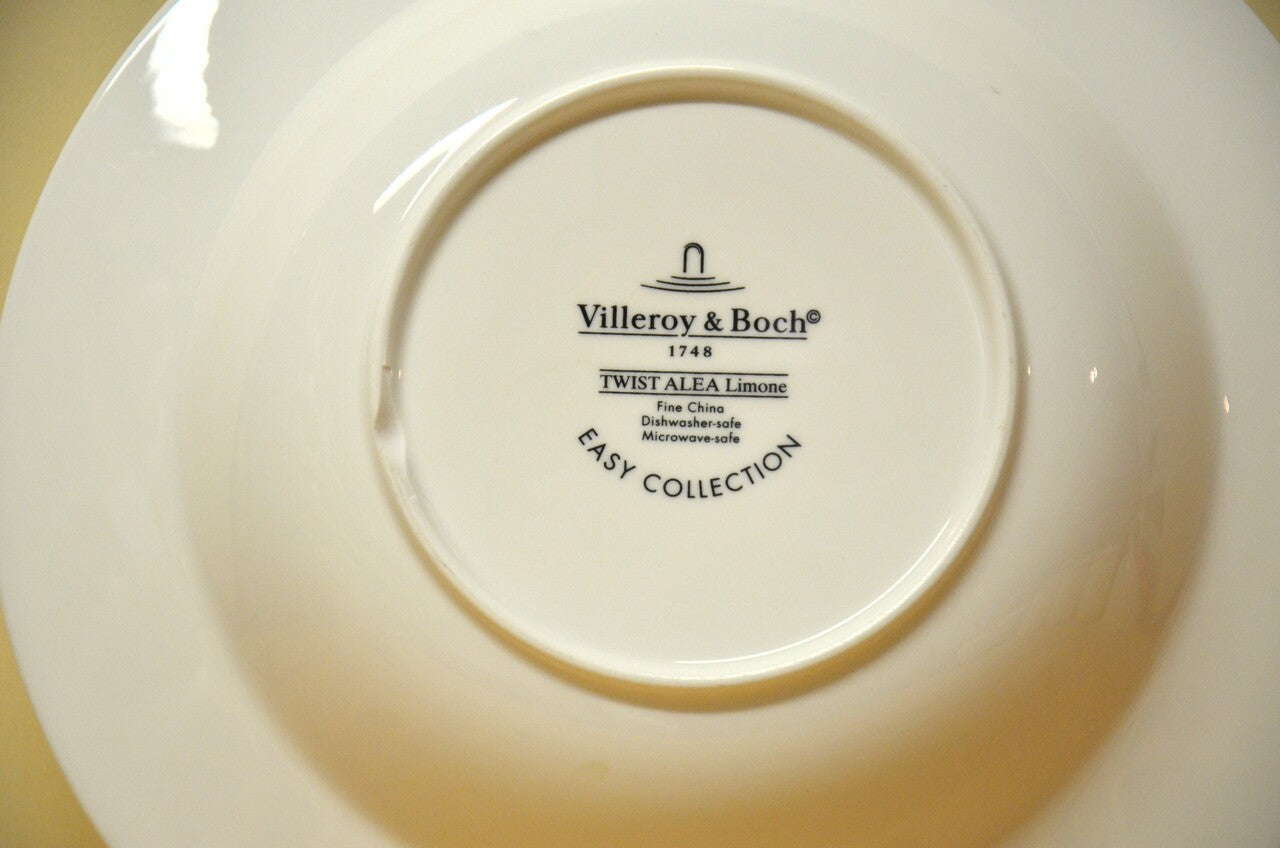 Villeroy & Boch©
1748
TWIST ALEA Limone
Fine China
Dishwasher-safe
Microwave-safe
EASY COLLECTION